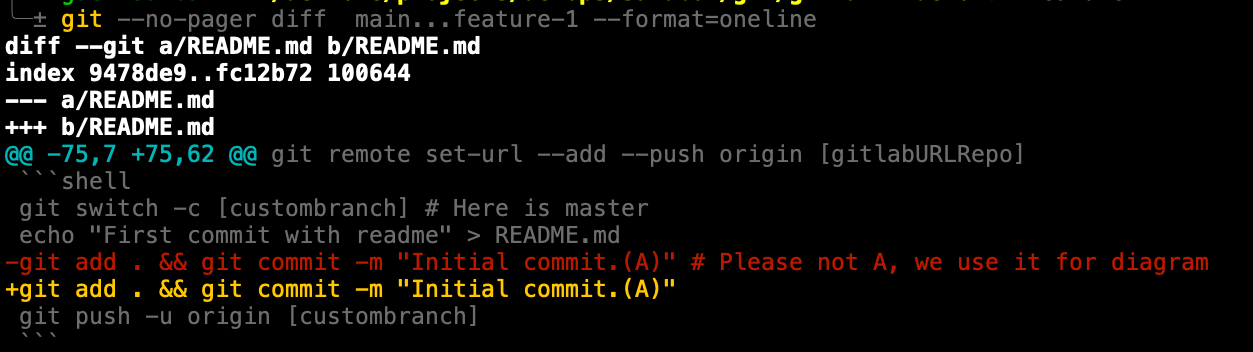 ± git --no-pager diff  main...feature-1 --format=oneline
diff --git a/README.md b/README.md
index 9478de9..fc12b72 100644
--- a/README.md
+++ b/README.md
@@ -75,7 +75,62 @@ git remote set-url --add --push origin [gitlabURLRepo]
 ```shell
 git switch -c [custombranch] # Here is master
 echo "First commit with readme" > README.md
-git add . && git commit -m "Initial commit.(A)" # Please not A, we use it for diagram
+git add . && git commit -m "Initial commit.(A)"
 git push -u origin [custombranch]
 ```